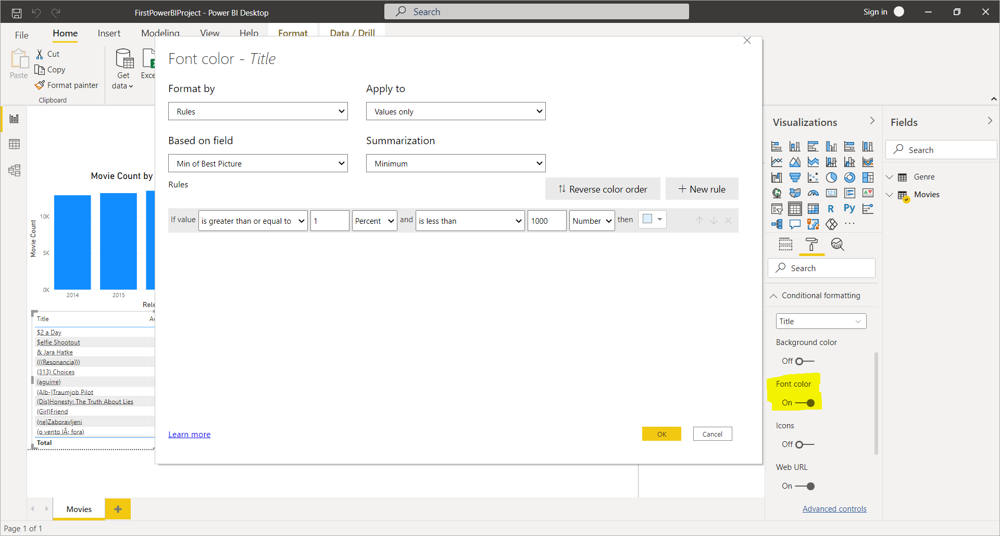 FirstPowerBIProject - Power BI Desktop
Search
Sign in
File
Home
Insert
Modeling
View
Help
Format
Data / Drill
Paste
Cut
Copy
Format painter
Clipboard
Get
data
Exce
Font color - Title
Format by
Rules
Apply to
Values only
Based on field
Min of Best Picture
Summarization
Minimum
Rules
Reverse color order
New rule
If value is greater than or equal to 1 Percent and is less than 1000 Number then
Learn more
OK
Cancel
Movie Count by
Movie Count
10K
5K
0K
2014
2015
Rele
Title
Av
$2 a Day
$elfie Shootout
& Jara Hatke
(((Resonancia)))
(313) Choices
(aguirre)
(Alb-)Traumjob Pilot
(Dis)Honesty: The Truth About Lies
(Girl)Friend
(ne)Zaboravljeni
(o vento lÃ¡ fora)
Total
Visualizations
123
R
Py
Search
Conditional formatting
Title
Background color
Off
Font color
On
Icons
Off
Web URL
On
Advanced controls
Fields
Search
Genre
Movies
Movies
Page 1 of 1